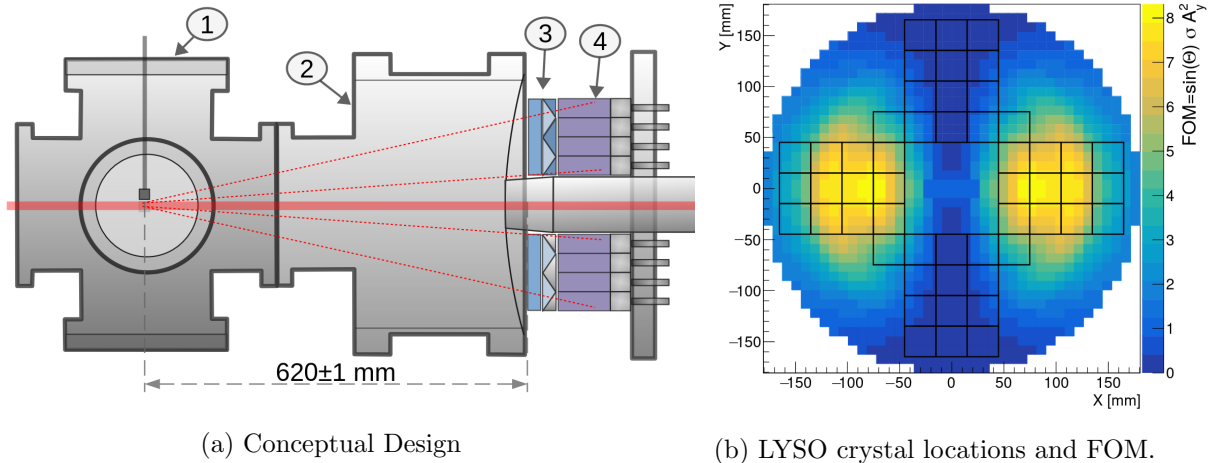 1
2
3
4
620±1 mm
(a) Conceptual Design
Y [mm]
150
100
50
0
−50
−100
−150
−150 −100 −50 0 50 100 150
X [mm]
8
7
6
5
4
3
2
1
0
FOM=sin(Θ) σ A²y
(b) LYSO crystal locations and FOM.